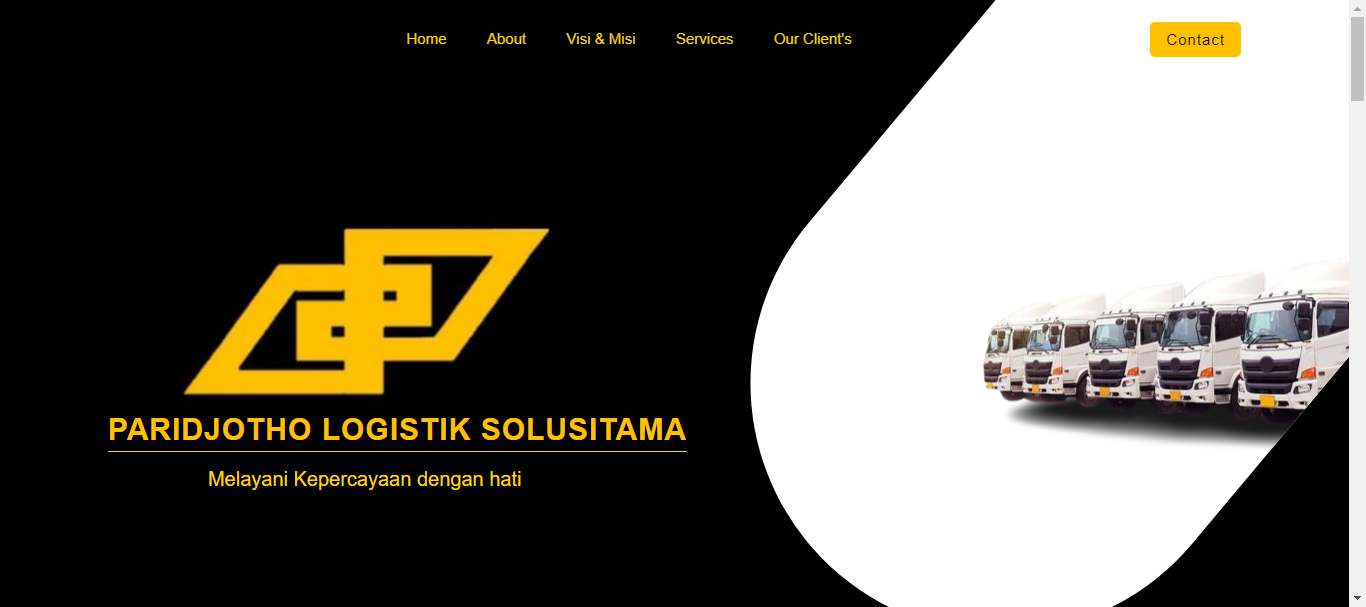 Home About Visi & Misi Services Our Client's Contact
PARIDJOTHO LOGISTIK SOLUSITAMA
Melayani Kepercayaan dengan hati